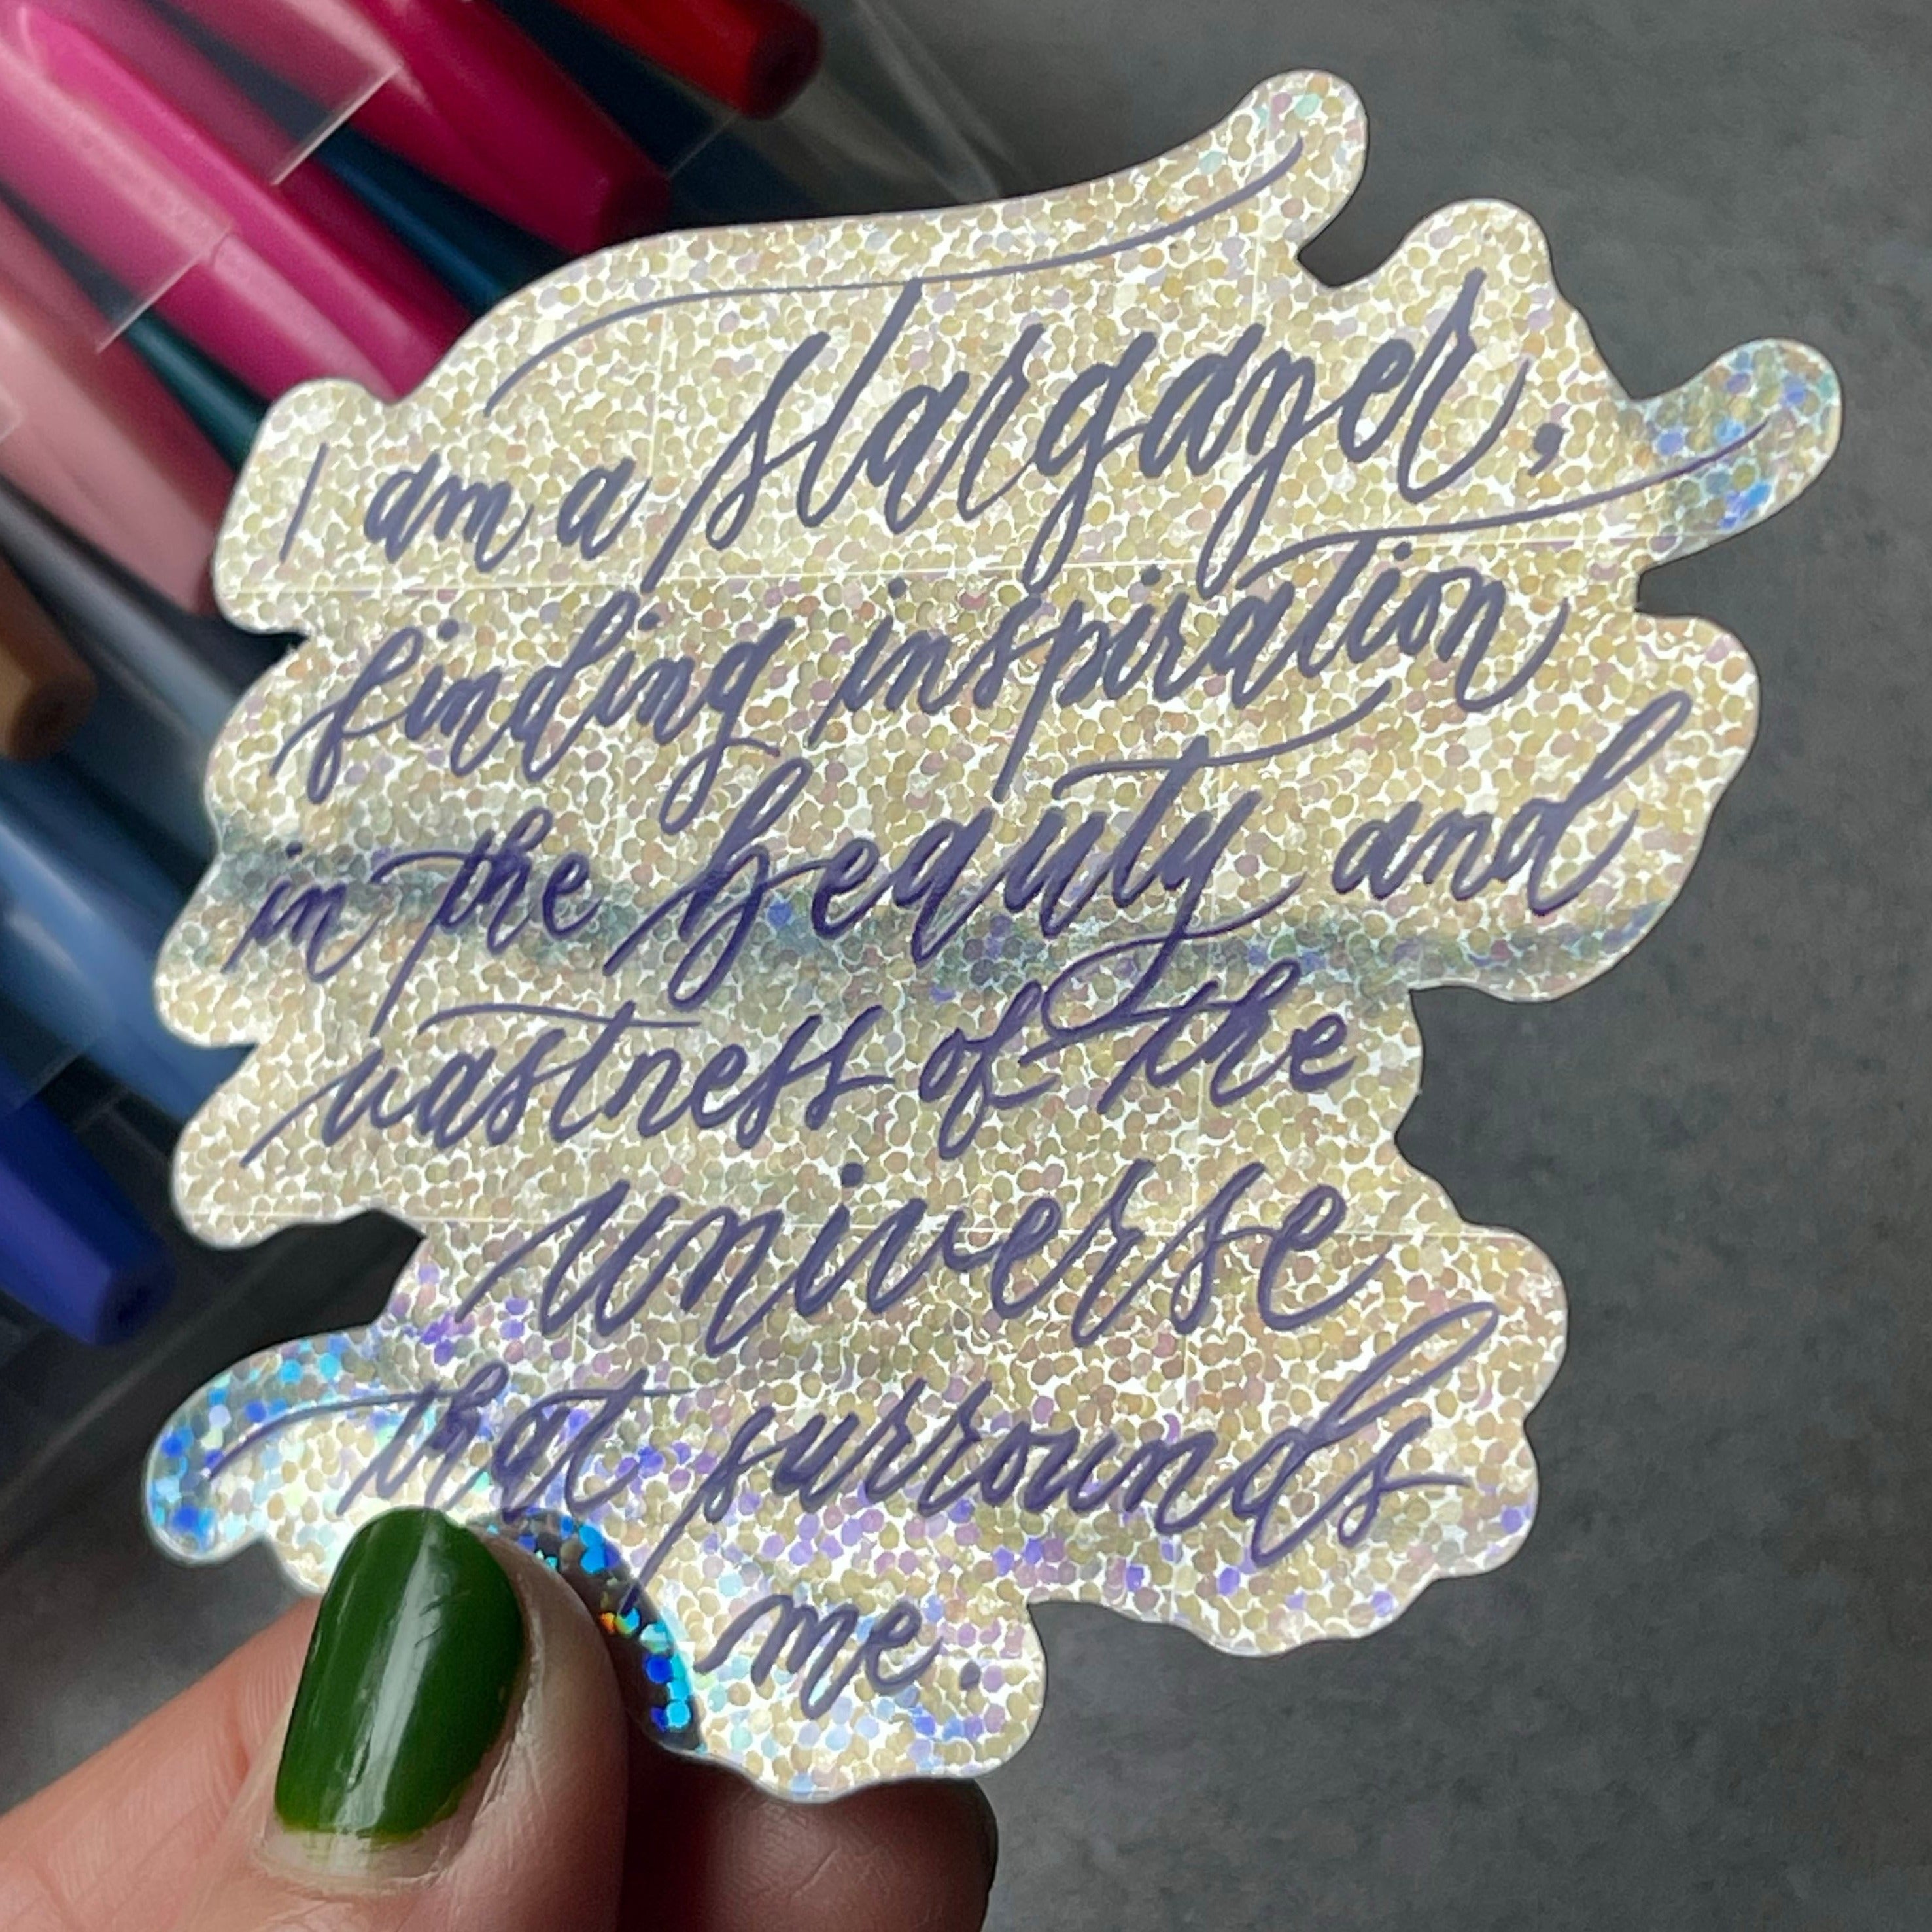 I am a stargazer,
finding inspiration
in the beauty and
vastness of the
universe
that surrounds
me.